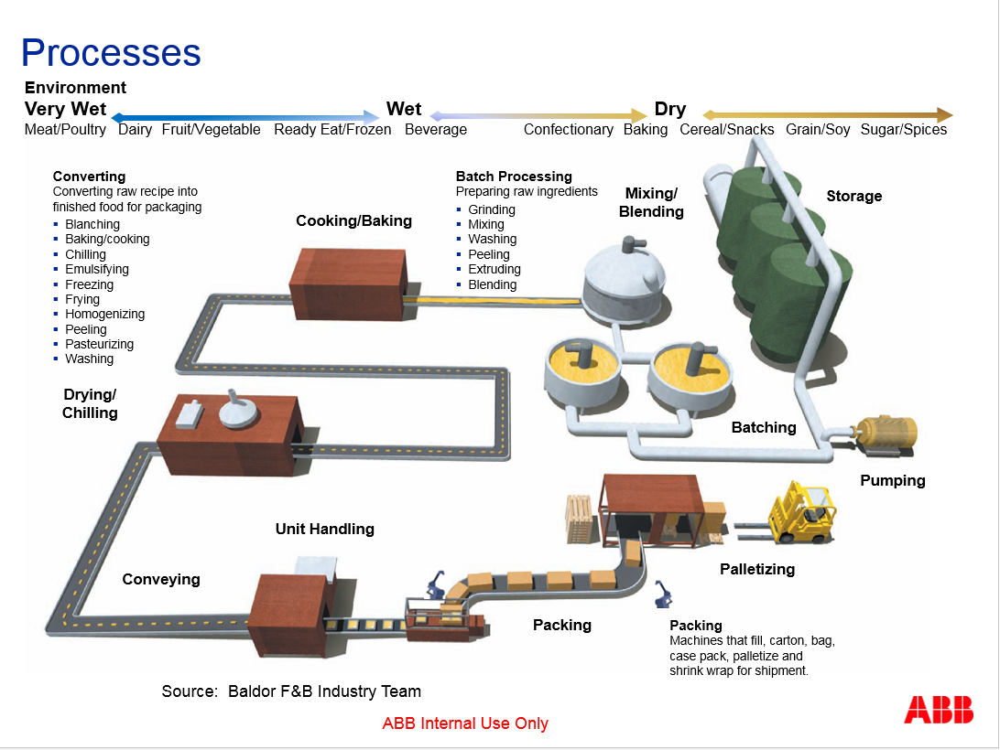 Processes
Environment
Very Wet
Wet
Dry
Meat/Poultry Dairy Fruit/Vegetable Ready Eat/Frozen Beverage Confectionary Baking Cereal/Snacks Grain/Soy Sugar/Spices
Converting
Converting raw recipe into
finished food for packaging
Blanching
Baking/cooking
Chilling
Emulsifying
Freezing
Frying
Homogenizing
Peeling
Pasteurizing
Washing
Cooking/Baking
Batch Processing
Preparing raw ingredients
Grinding
Mixing
Washing
Peeling
Extruding
Blending
Mixing/
Blending
Storage
Drying/
Chilling
Batching
Pumping
Unit Handling
Conveying
Palletizing
Packing
Packing
Machines that fill, carton, bag,
case pack, palletize and
shrink wrap for shipment.
Source: Baldor F&B Industry Team
ABB Internal Use Only
ABB